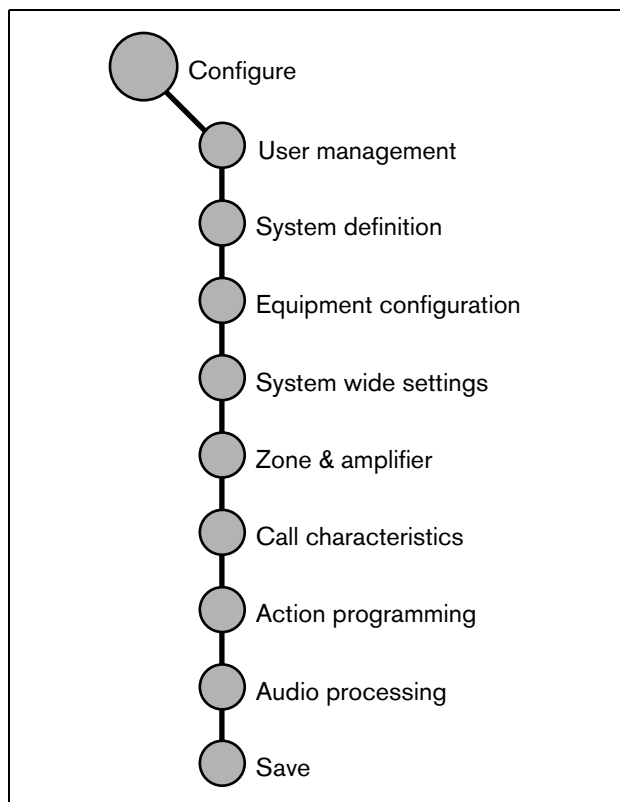 Configure
User management
System definition
Equipment configuration
System wide settings
Zone & amplifier
Call characteristics
Action programming
Audio processing
Save